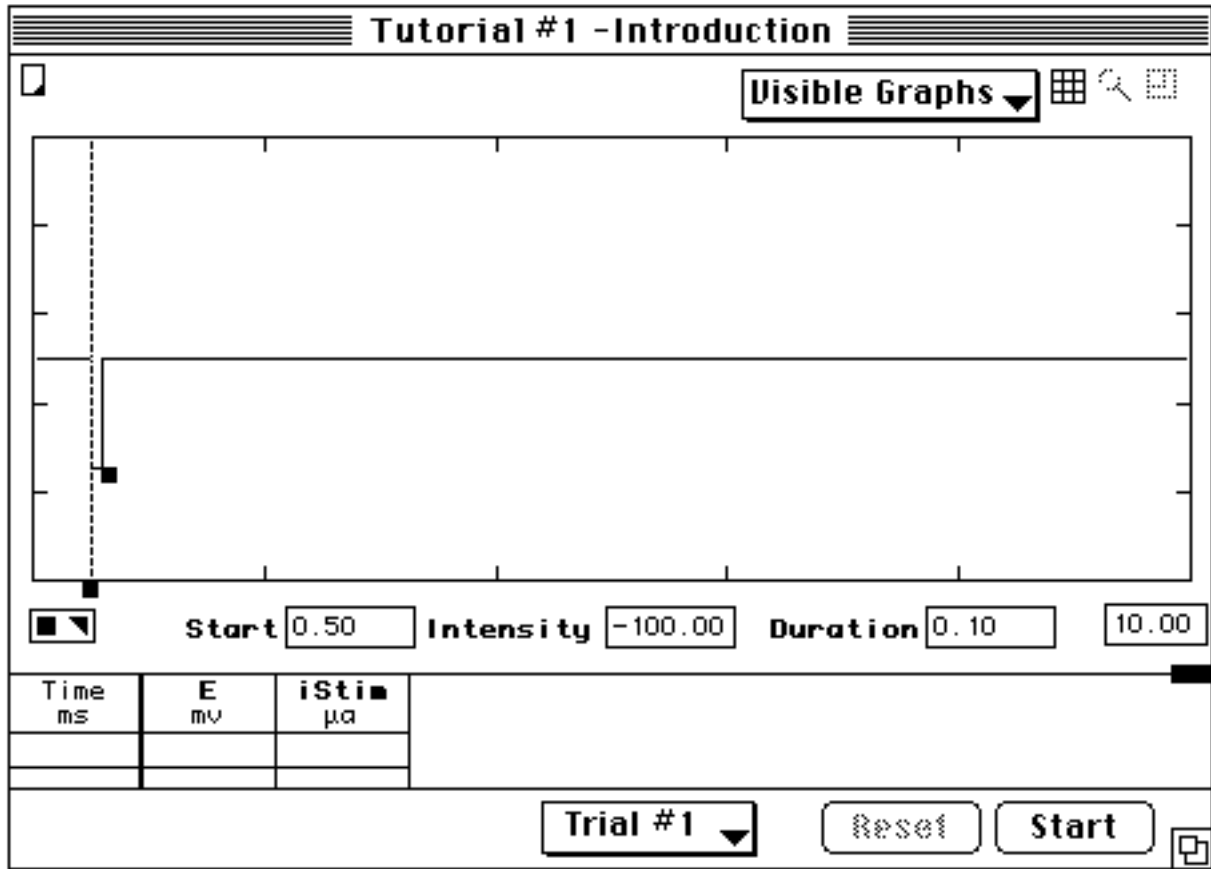 Tutorial #1 -Introduction
Visible Graphs
Start 0.50 Intensity -100.00 Duration 0.10 10.00
Time E iStim
ms mv µa
Trial #1 Reset Start